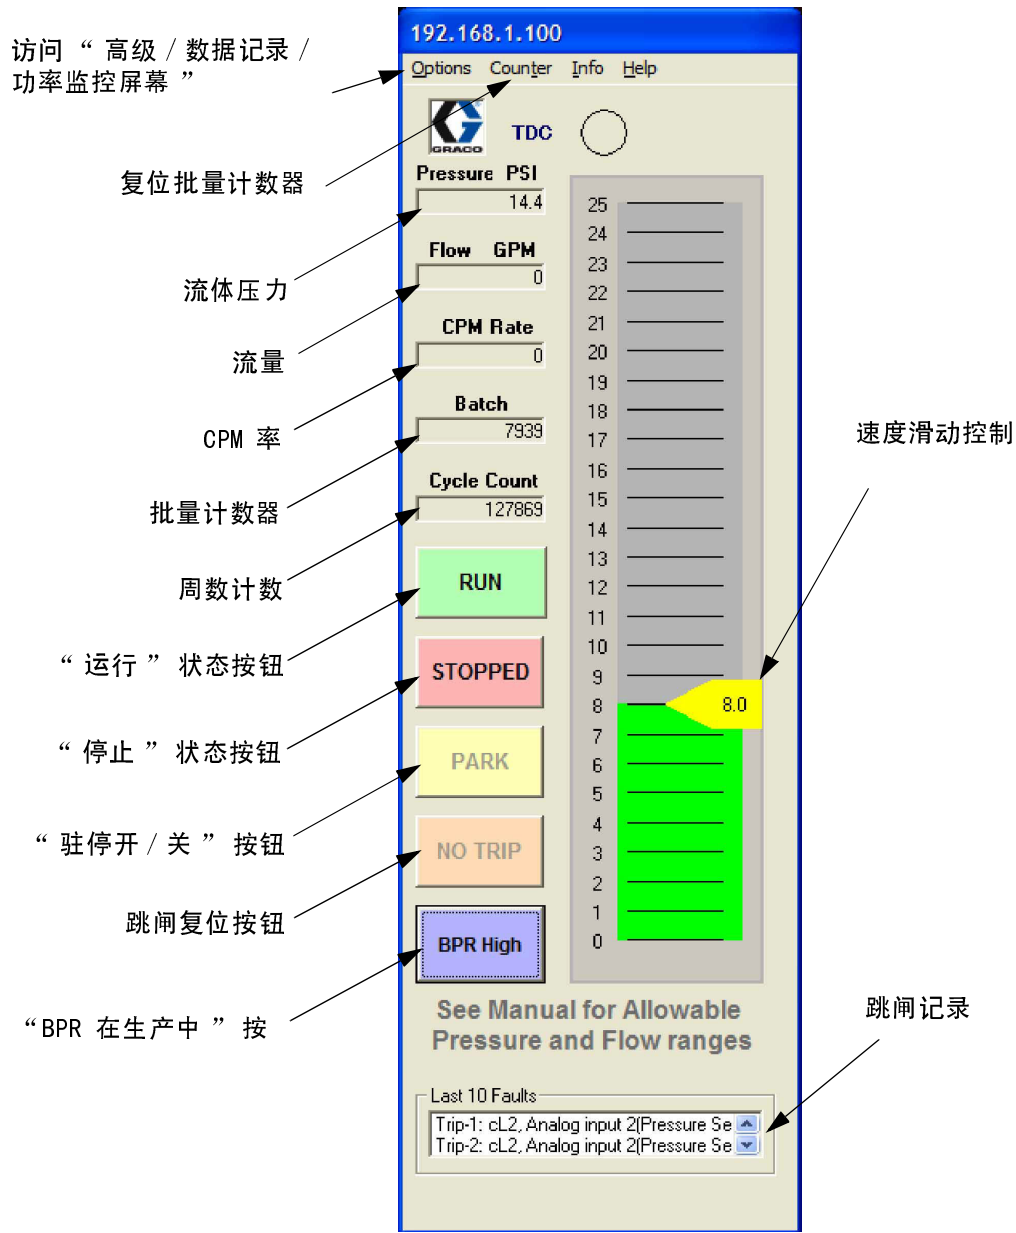 192.168.1.100
Options Counter Info Help
访问 “ 高级 / 数据记录 /
功率监控屏幕 ”
GRACO
TDC
复位批量计数器
Pressure PSI
14.4
流体压力
Flow GPM
0
流量
CPM Rate
0
CPM 率
Batch
7939
批量计数器
Cycle Count
127869
周数计数
RUN
“ 运行 ” 状态按钮
STOPPED
“ 停止 ” 状态按钮
PARK
“ 驻停开 / 关 ” 按钮
NO TRIP
跳闸复位按钮
BPR High
“BPR 在生产中 ” 按
25
24
23
22
21
20
19
18
17
16
15
14
13
12
11
10
9
8
7
6
5
4
3
2
1
0
8.0
速度滑动控制
See Manual for Allowable
Pressure and Flow ranges
跳闸记录
Last 10 Faults
Trip-1: cL2, Analog input 2(Pressure Se
Trip-2: cL2, Analog input 2(Pressure Se